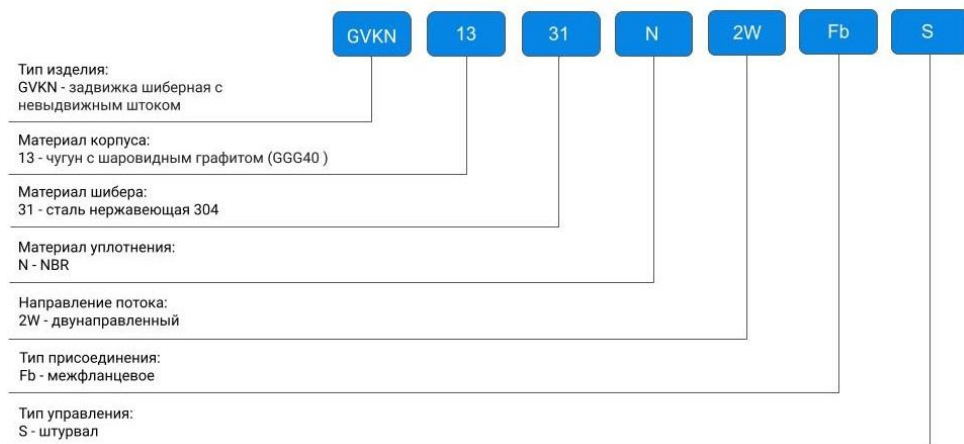 GVKN 13 31 N 2W Fb S
Тип изделия:
GVKN - задвижка шиберная с
невыдвижным штоком
Материал корпуса:
13 - чугун с шаровидным графитом (GGG40 )
Материал шибера:
31 - сталь нержавеющая 304
Материал уплотнения:
N - NBR
Направление потока:
2W - двунаправленный
Тип присоединения:
Fb - межфланцевое
Тип управления:
S - штурвал